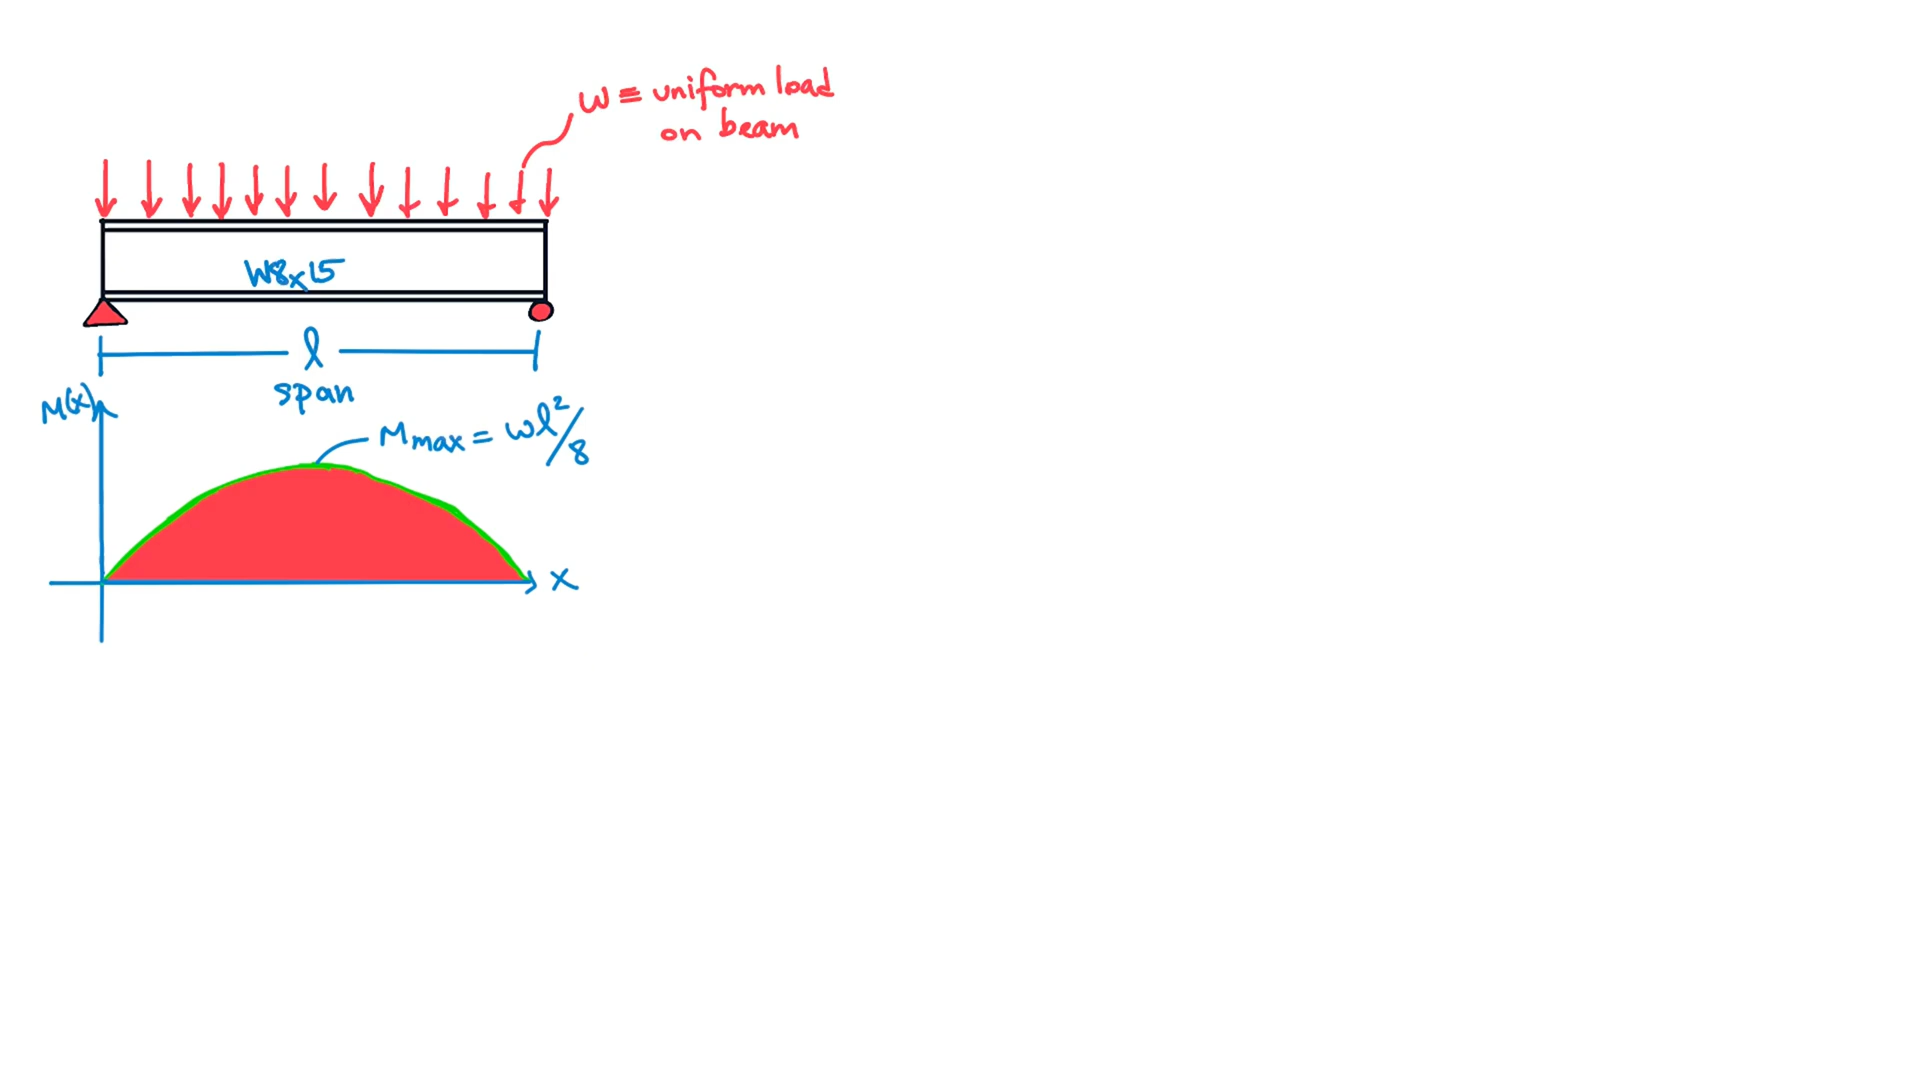 w ≡ uniform load
on beam
W8x15
l
span
M(x)
Mmax = wl²/8
x